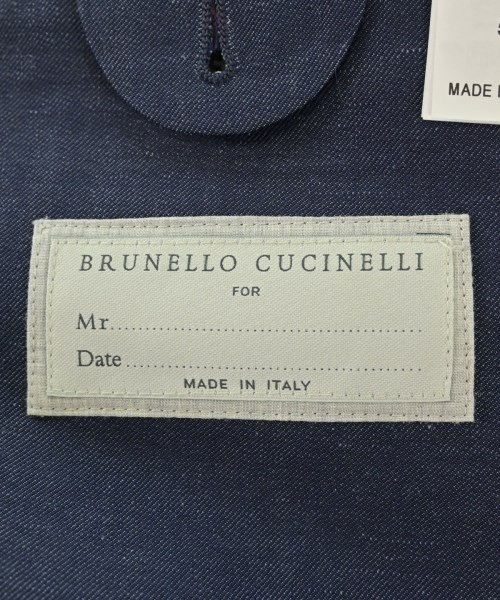 MADE
BRUNELLO CUCINELLI
FOR
Mr..............................................
Date............................................
MADE IN ITALY